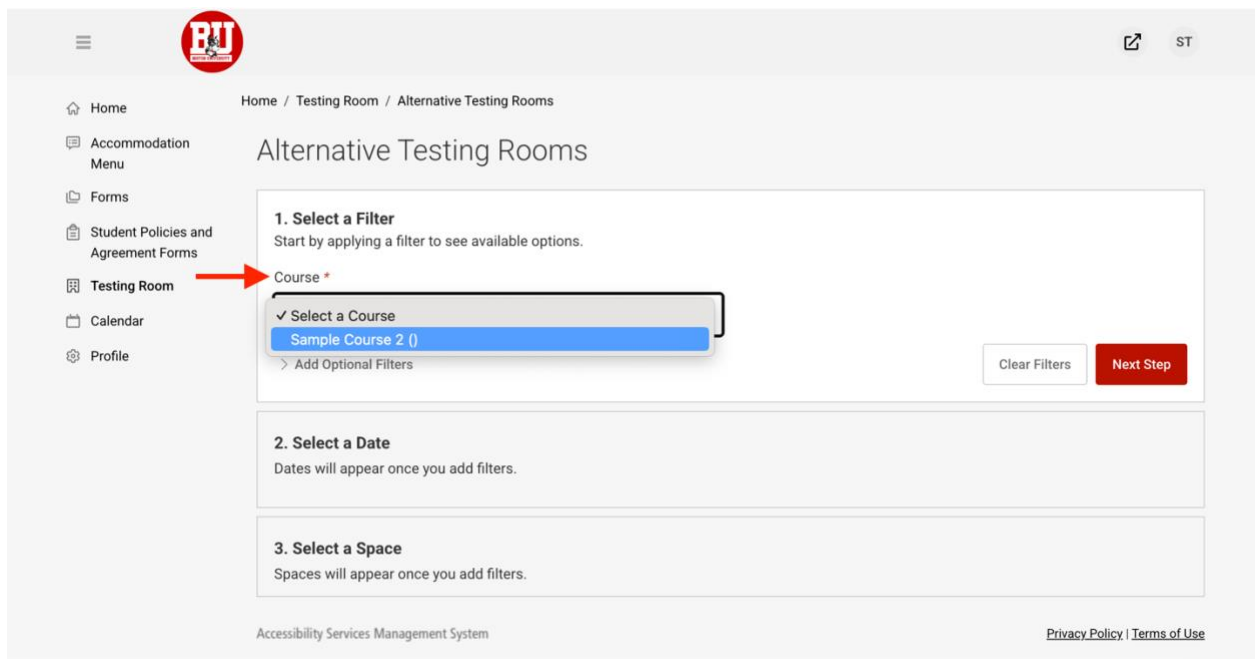 BU
BOSTON UNIVERSITY
ST
Home
Accommodation
Menu
Forms
Student Policies and
Agreement Forms
Testing Room
Calendar
Profile
Home / Testing Room / Alternative Testing Rooms
Alternative Testing Rooms
1. Select a Filter
Start by applying a filter to see available options.
Course *
✓ Select a Course
Sample Course 2 ()
> Add Optional Filters
Clear Filters
Next Step
2. Select a Date
Dates will appear once you add filters.
3. Select a Space
Spaces will appear once you add filters.
Accessibility Services Management System
Privacy Policy | Terms of Use